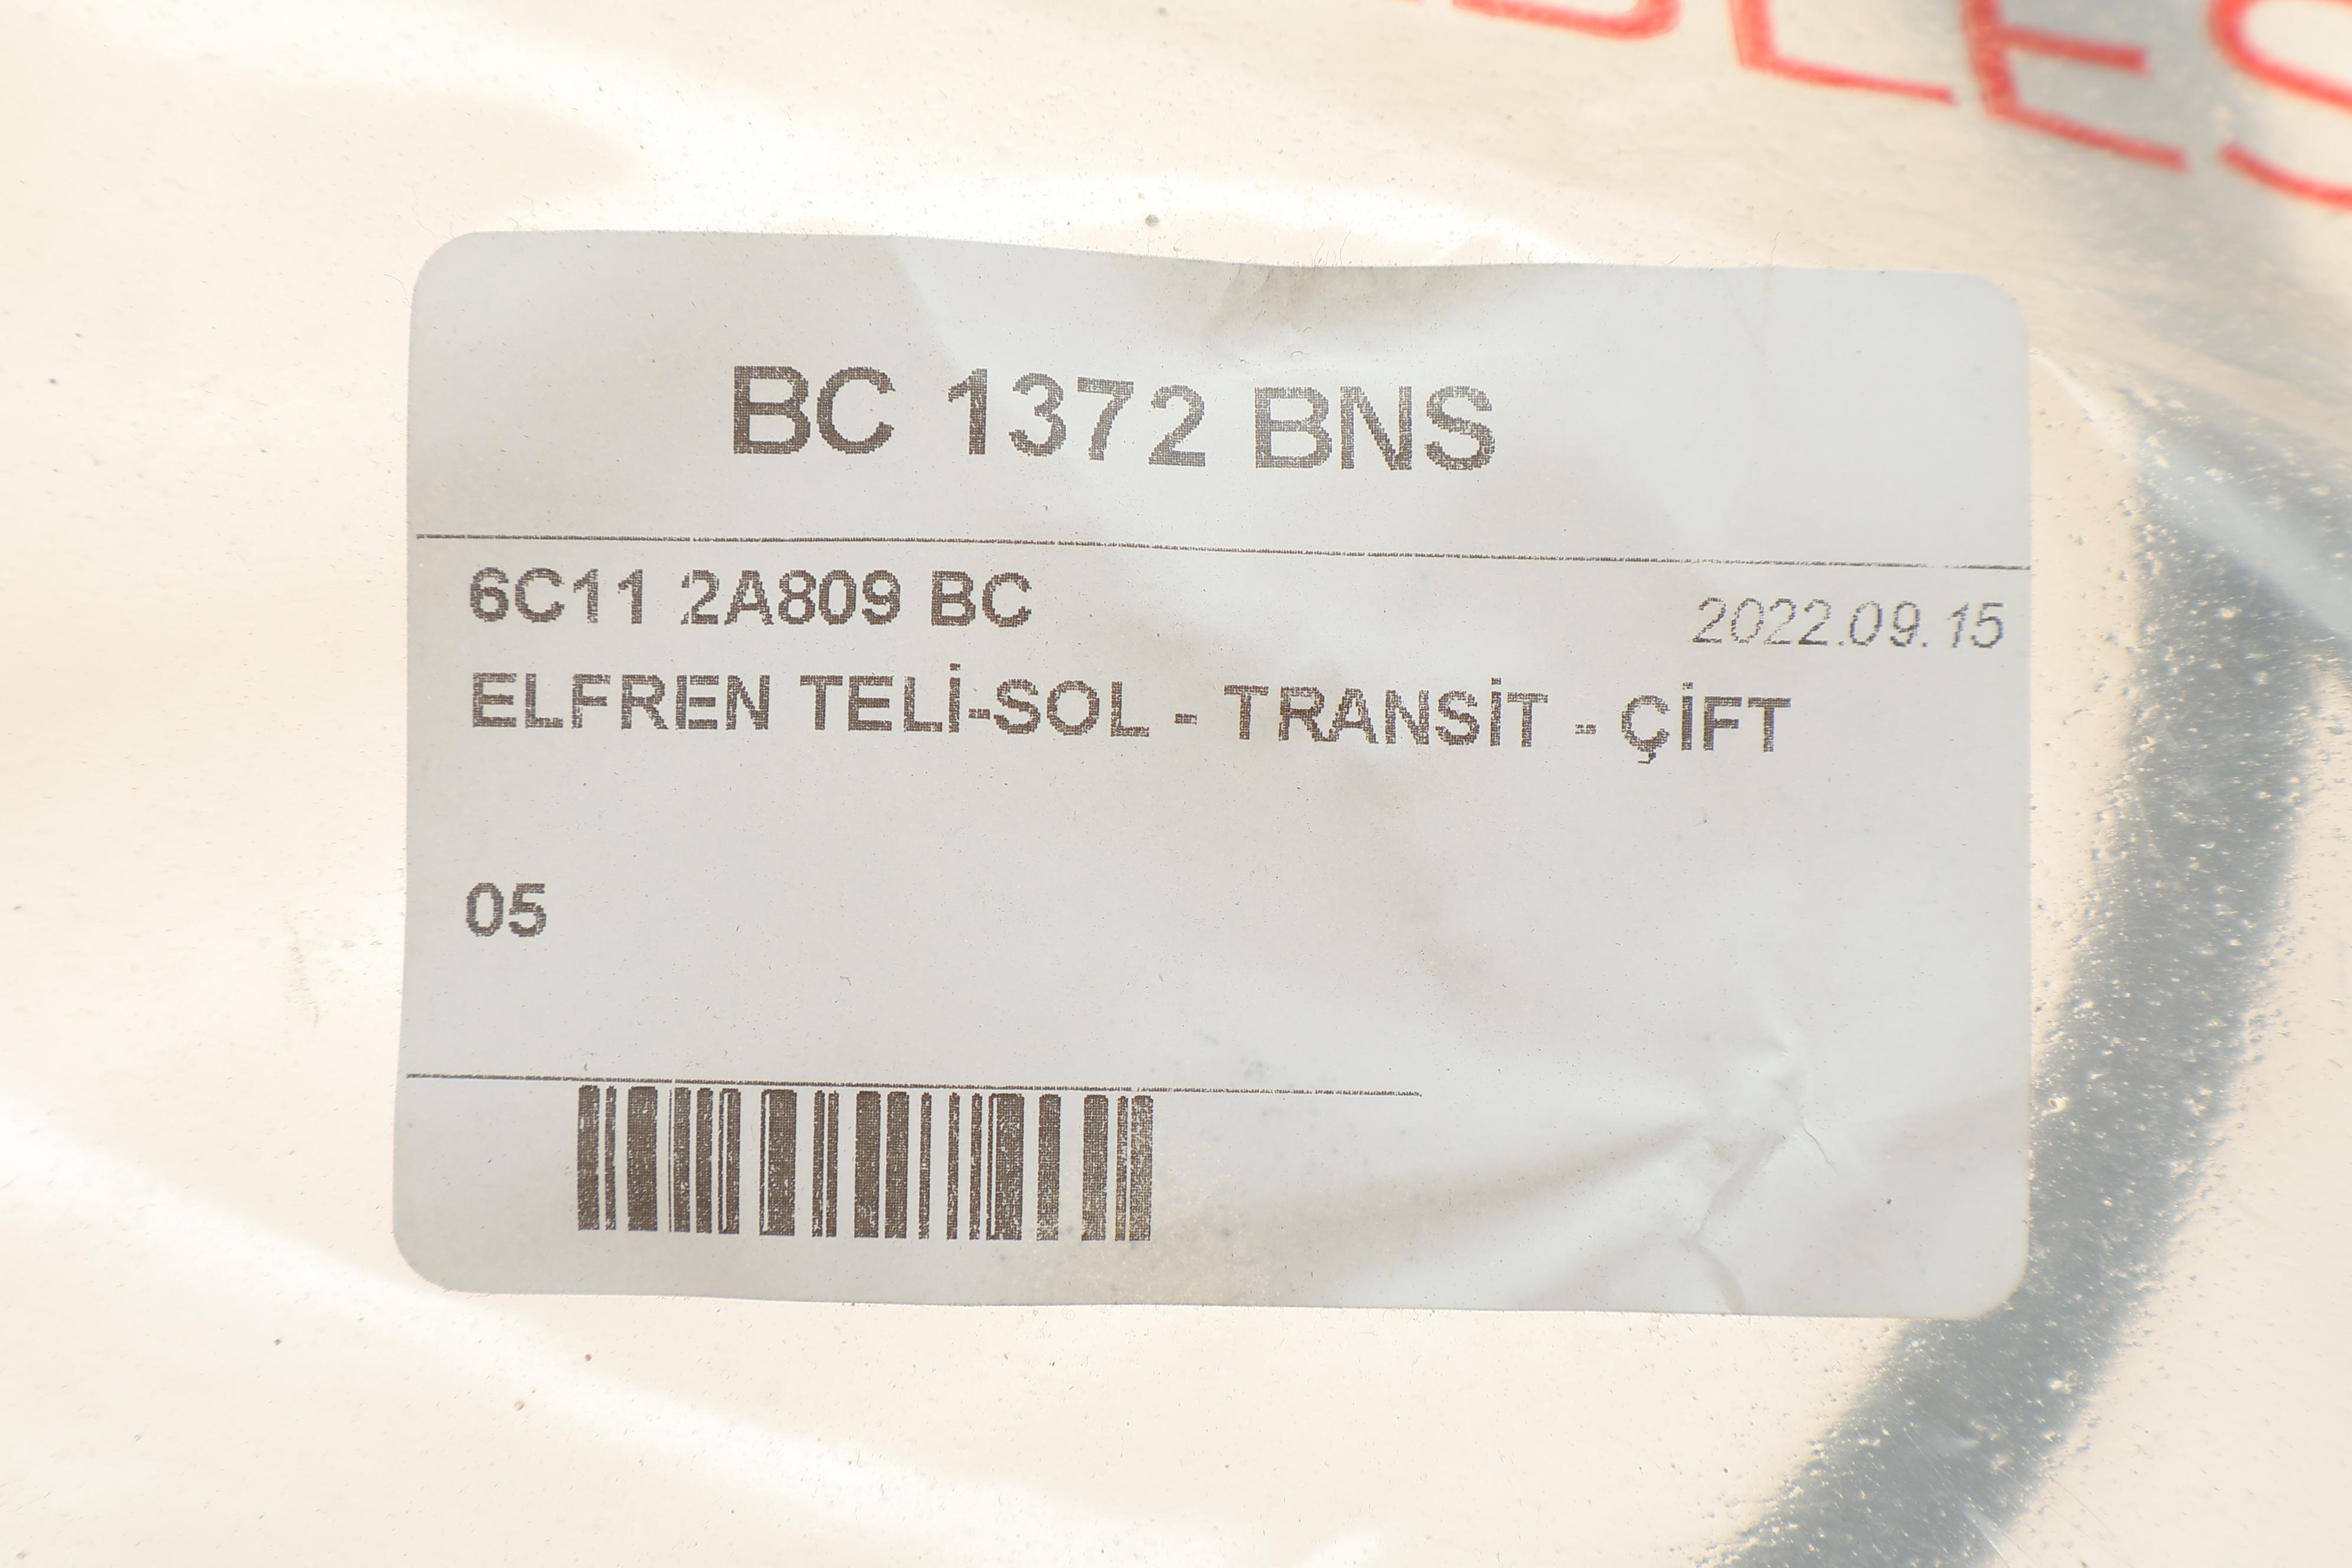 BC 1372 BNS
6C11 2A809 BC
2022.09.15
ELFREN TELİ-SOL - TRANSİT - ÇİFT
05